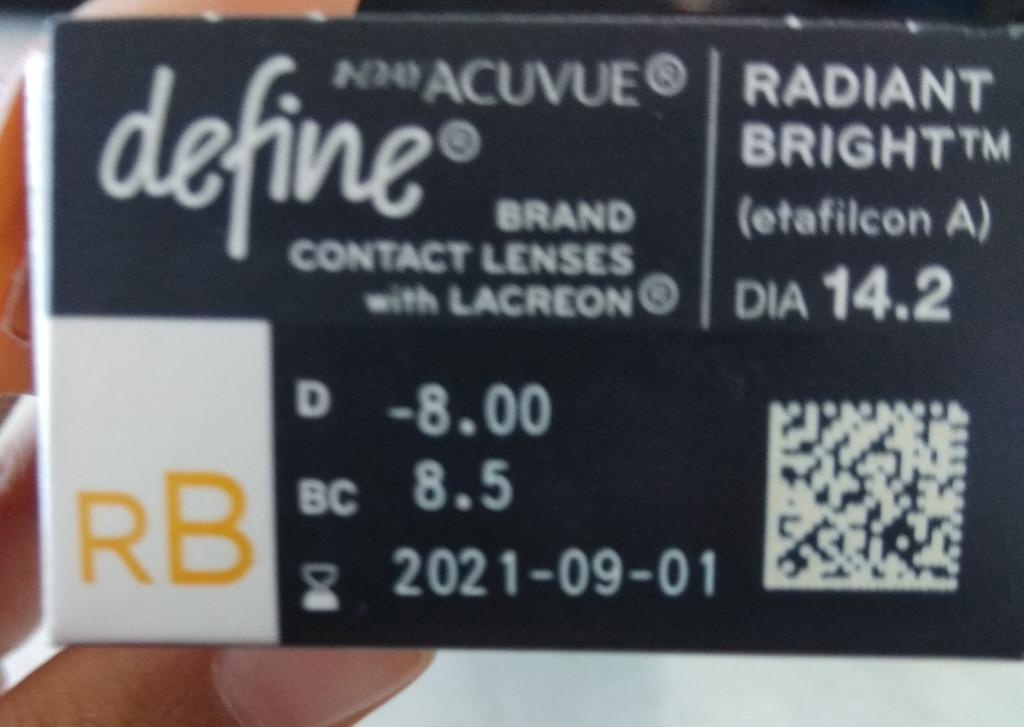 ACUVUE®
define®
BRAND
CONTACT LENSES
with LACREON®
RADIANT
BRIGHT™
(etafilcon A)
DIA 14.2
RB
D -8.00
BC 8.5
2021-09-01